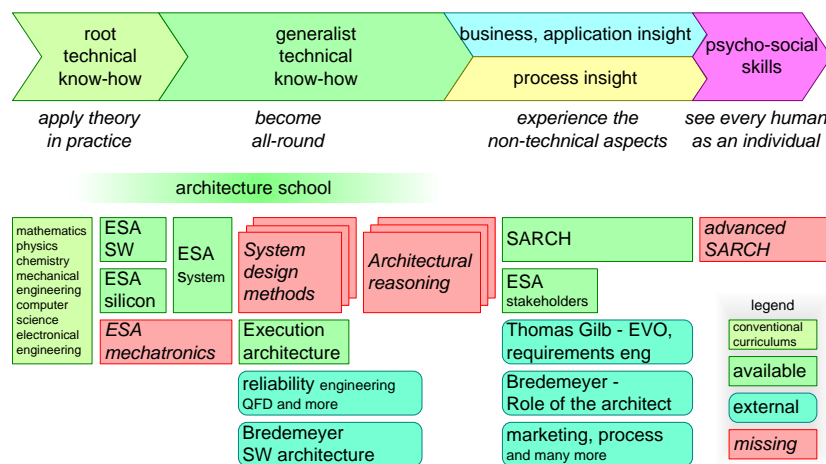 root
technical
know-how
generalist
technical
know-how
business, application insight
process insight
psycho-social
skills
apply theory
in practice
become
all-round
experience the
non-technical aspects
see every human
as an individual
architecture school
mathematics
physics
chemistry
mechanical
engineering
computer
science
electronical
engineering
ESA
SW
ESA
silicon
ESA
system
ESA
mechatronics
System
design
methods
Execution
architecture
reliability engineering
QFD and more
Bredemeyer
SW architecture
Architectural
reasoning
SARCH
ESA
stakeholders
Thomas Gilb - EVO,
requirements eng
Bredemeyer -
Role of the architect
marketing, process
and many more
advanced
SARCH
legend
conventional
curriculums
available
external
missing